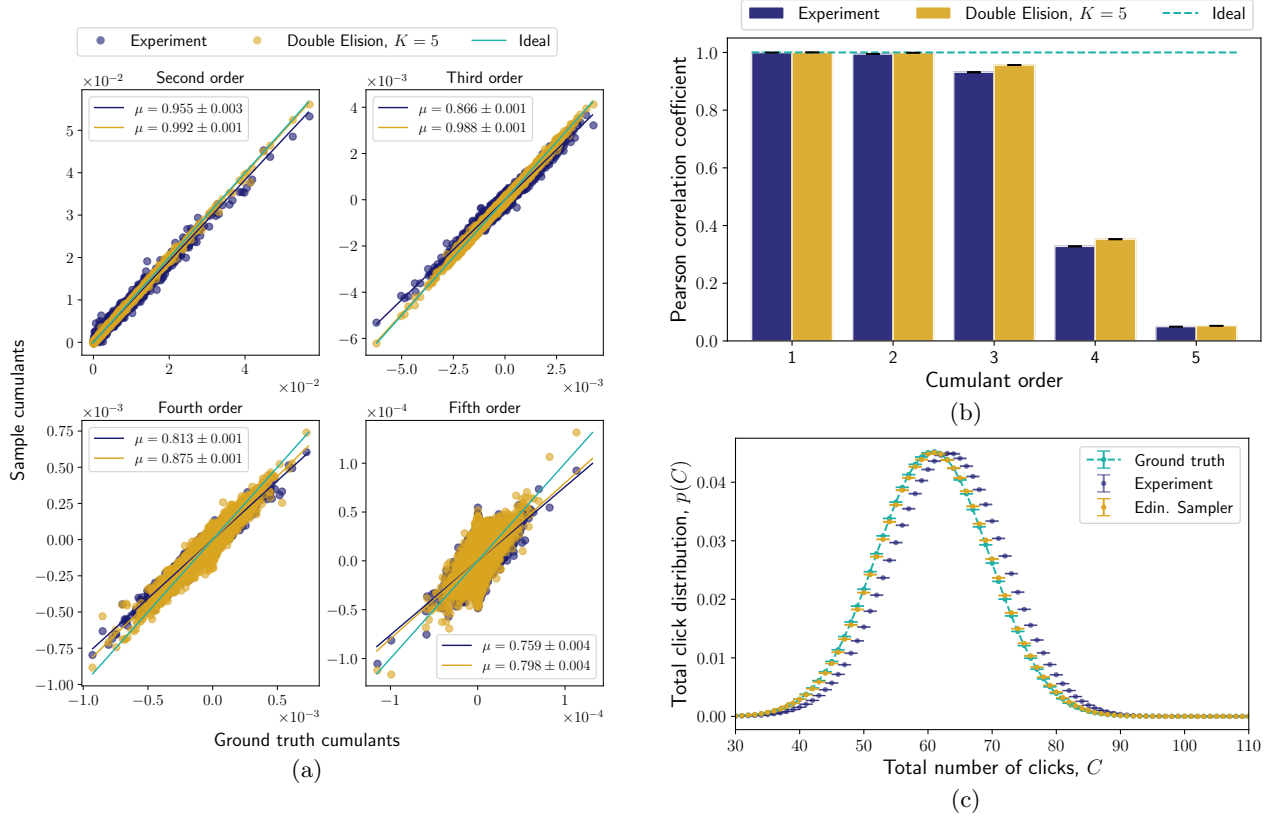 Experiment Double Elision, K = 5 Ideal
×10⁻²
Second order
μ = 0.955 ± 0.003
μ = 0.992 ± 0.001
5
4
3
2
1
0
0 2 4
×10⁻²
×10⁻³
Third order
μ = 0.866 ± 0.001
μ = 0.988 ± 0.001
4
2
0
−2
−4
−6
−5.0 −2.5 0.0 2.5
×10⁻³
Sample cumulants
×10⁻³
Fourth order
μ = 0.813 ± 0.001
μ = 0.875 ± 0.001
0.75
0.50
0.25
0.00
−0.25
−0.50
−0.75
−1.00
−1.0 −0.5 0.0 0.5
×10⁻³
×10⁻⁴
Fifth order
1.0
0.5
0.0
−0.5
−1.0
μ = 0.759 ± 0.004
μ = 0.798 ± 0.004
−1 0 1
×10⁻⁴
Ground truth cumulants
(a)
Experiment Double Elision, K = 5 Ideal
Pearson correlation coefficient
1.0
0.8
0.6
0.4
0.2
0.0
1 2 3 4 5
Cumulant order
(b)
Total click distribution, p(C)
0.04
0.03
0.02
0.01
0.00
Ground truth
Experiment
Edin. Sampler
30 40 50 60 70 80 90 100 110
Total number of clicks, C
(c)